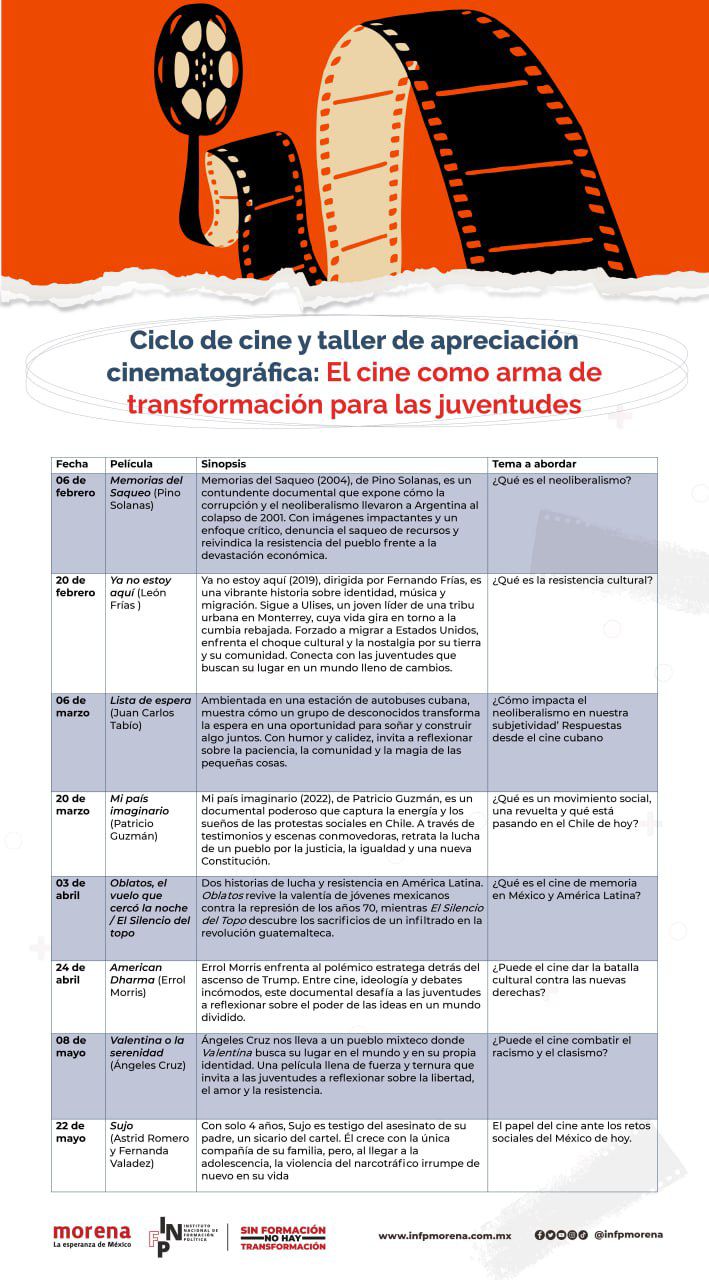 Ciclo de cine y taller de apreciación
cinematográfica: El cine como arma de
transformación para las juventudes
Fecha
Película
Sinopsis
Tema a abordar
06 de
febrero
Memorias del
Saqueo (Pino
Solanas)
Memorias del Saqueo (2004), de Pino Solanas, es un
contundente documental que expone cómo la
corrupción y el neoliberalismo llevaron a Argentina al
colapso de 2001. Con imágenes impactantes y un
enfoque crítico, denuncia el saqueo de recursos y
reivindica la resistencia del pueblo frente a la
devastación económica.
¿Qué es el neoliberalismo?
20 de
febrero
Ya no estoy
aquí (León
Frías )
Ya no estoy aquí (2019), dirigida por Fernando Frías, es
una vibrante historia sobre identidad, música y
migración. Sigue a Ulises, un joven líder de una tribu
urbana en Monterrey, cuya vida gira en torno a la
cumbia rebajada. Forzado a migrar a Estados Unidos,
enfrenta el choque cultural y la nostalgia por su tierra
y su comunidad. Conecta con las juventudes que
buscan su lugar en un mundo lleno de cambios.
¿Qué es la resistencia cultural?
06 de
marzo
Lista de espera
(Juan Carlos
Tabío)
Ambientada en una estación de autobuses cubana,
muestra cómo un grupo de desconocidos transforma
la espera en una oportunidad para soñar y construir
algo juntos. Con humor y calidez, invita a reflexionar
sobre la paciencia, la comunidad y la magia de las
pequeñas cosas.
¿Cómo impacta el
neoliberalismo en nuestra
subjetividad' Respuestas
desde el cine cubano
20 de
marzo
Mi país
imaginario
(Patricio
Guzmán)
Mi país imaginario (2022), de Patricio Guzmán, es un
documental poderoso que captura la energía y los
sueños de las protestas sociales en Chile. A través de
testimonios y escenas conmovedoras, retrata la lucha
de un pueblo por la justicia, la igualdad y una nueva
Constitución.
¿Qué es un movimiento social,
una revuelta y qué está
pasando en el Chile de hoy?
03 de
abril
Oblatos, el
vuelo que
cercó la noche
/ El Silencio del
topo
Dos historias de lucha y resistencia en América Latina.
Oblatos revive la valentía de jóvenes mexicanos
contra la represión de los años 70, mientras El Silencio
del Topo descubre los sacrificios de un infiltrado en la
revolución guatemalteca.
¿Qué es el cine de memoria
en México y América Latina?
24 de
abril
American
Dharma (Errol
Morris)
Errol Morris enfrenta al polémico estratega detrás del
ascenso de Trump. Entre cine, ideología y debates
incómodos, este documental desafía a las juventudes
a reflexionar sobre el poder de las ideas en un mundo
dividido.
¿Puede el cine dar la batalla
cultural contra las nuevas
derechas?
08 de
mayo
Valentina o la
serenidad
(Ángeles Cruz)
Ángeles Cruz nos lleva a un pueblo mixteco donde
Valentina busca su lugar en el mundo y en su propia
identidad. Una película llena de fuerza y ternura que
invita a las juventudes a reflexionar sobre la libertad,
el amor y la resistencia.
¿Puede el cine combatir el
racismo y el clasismo?
22 de
mayo
Sujo
(Astrid Romero
y Fernanda
Valadez)
Con solo 4 años, Sujo es testigo del asesinato de su
padre, un sicario del cartel. Él crece con la única
compañía de su familia, pero, al llegar a la
adolescencia, la violencia del narcotráfico irrumpe de
nuevo en su vida
El papel del cine ante los retos
sociales del México de hoy.
morena
La esperanza de México
INFP
INSTITUTO
NACIONAL DE
FORMACIÓN
POLÍTICA
SIN FORMACIÓN
NO HAY
TRANSFORMACIÓN
www.infpmorena.com.mx
@infpmorena